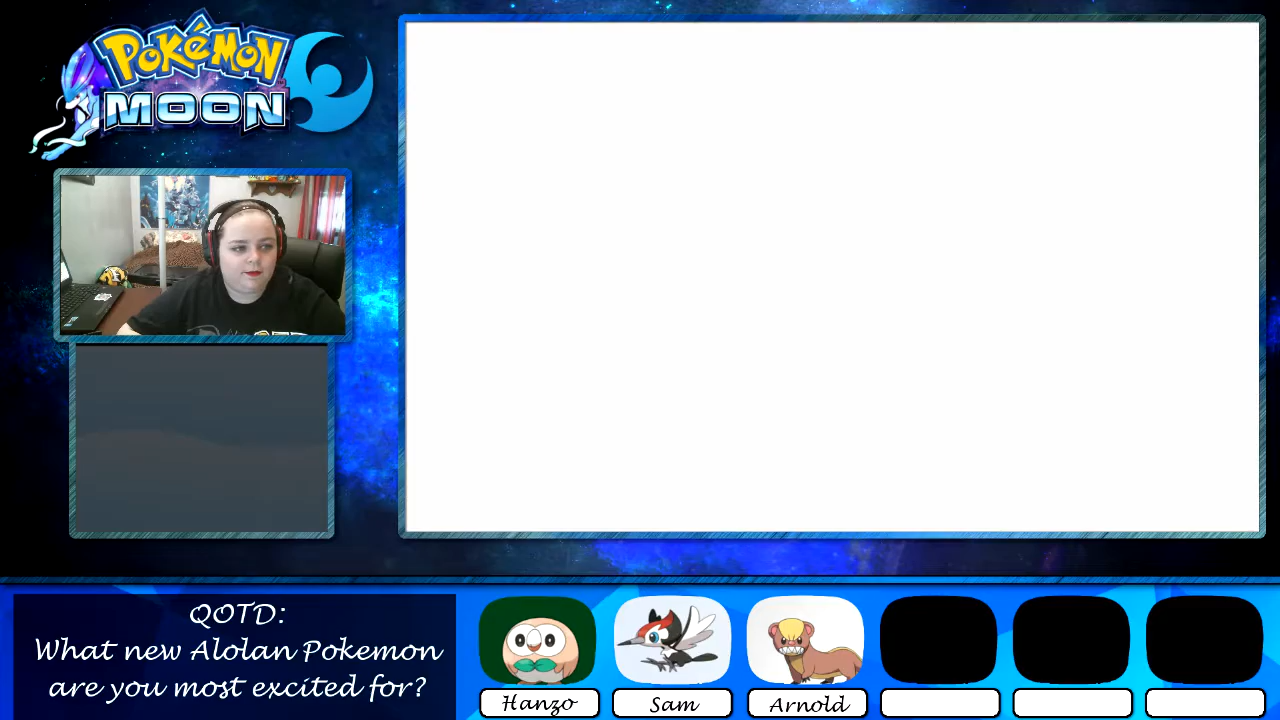 POKéMON
MOON
QOTD:
What new Alolan Pokemon
are you most excited for?
Hanzo
Sam
Arnold